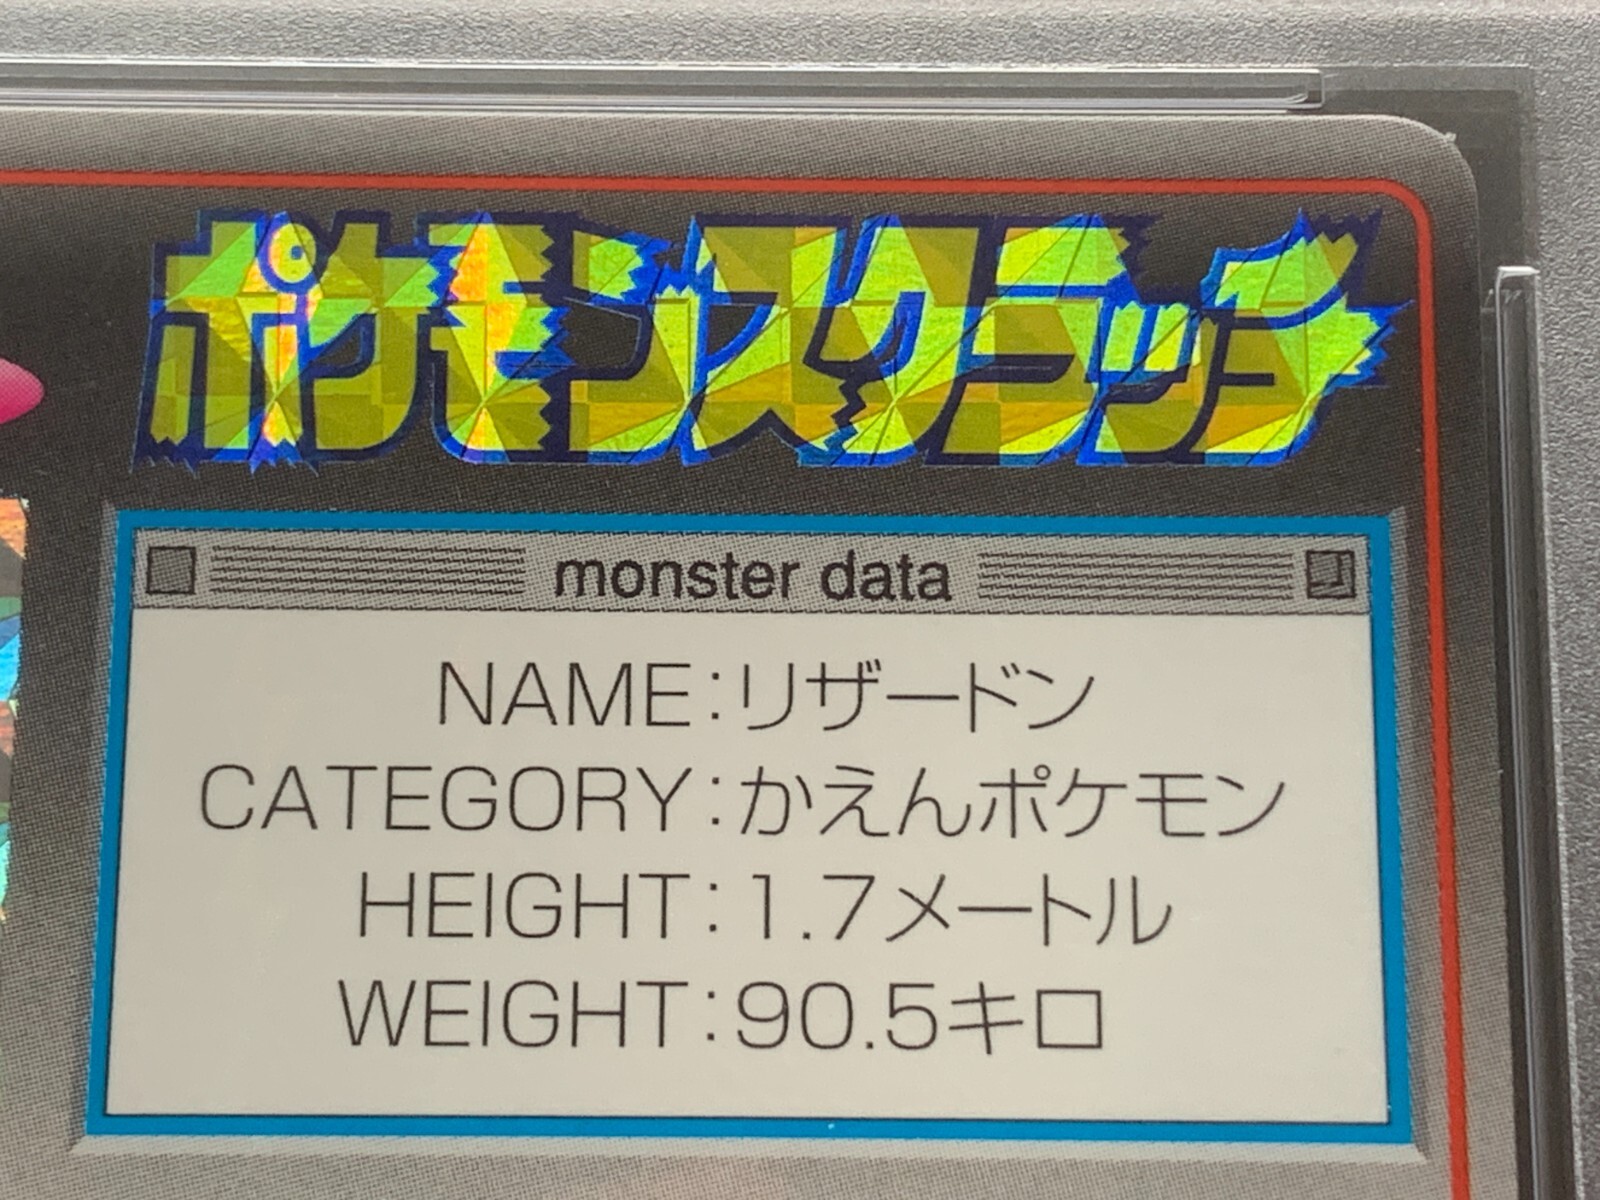 ポケモンスクラッチ
monster data
NAME：リザードン
CATEGORY：かえんポケモン
HEIGHT：1.7メートル
WEIGHT：90.5キロ